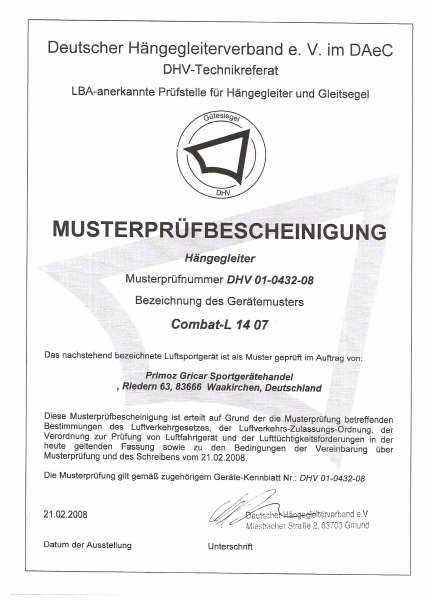 Deutscher Hängegleiterverband e. V. im DAeC
DHV-Technikreferat
LBA-anerkannte Prüfstelle für Hängegleiter und Gleitsegel
Gütesiegel
DHV
MUSTERPRÜFBESCHEINIGUNG
Hängegleiter
Musterprüfnummer DHV 01-0432-08
Bezeichnung des Gerätemusters
Combat-L 14 07
Das nachstehend bezeichnete Luftsportgerät ist als Muster geprüft im Auftrag von:
Primoz Gricar Sportgerätehandel
, Riedern 63, 83666 Waakirchen, Deutschland
Diese Musterprüfbescheinigung ist erteilt auf Grund der die Musterprüfung betreffenden
Bestimmungen des Luftverkehrgesetzes, der Luftverkehrs-Zulassungs-Ordnung, der
Verordnung zur Prüfung von Luftfahrtgerät und der Lufttüchtigkeitsforderungen in der
heute geltenden Fassung sowie zu den Bedingungen der Vereinbarung über
Musterprüfung und des Schreibens vom 21.02.2008.
Die Musterprüfung gilt gemäß zugehörigem Geräte-Kennblatt Nr.: DHV 01-0432-08
21.02.2008
Deutscher Hängegleiterverband e.V
Miesbacher Straße 2, 83703 Gmund
Datum der Ausstellung
Unterschrift